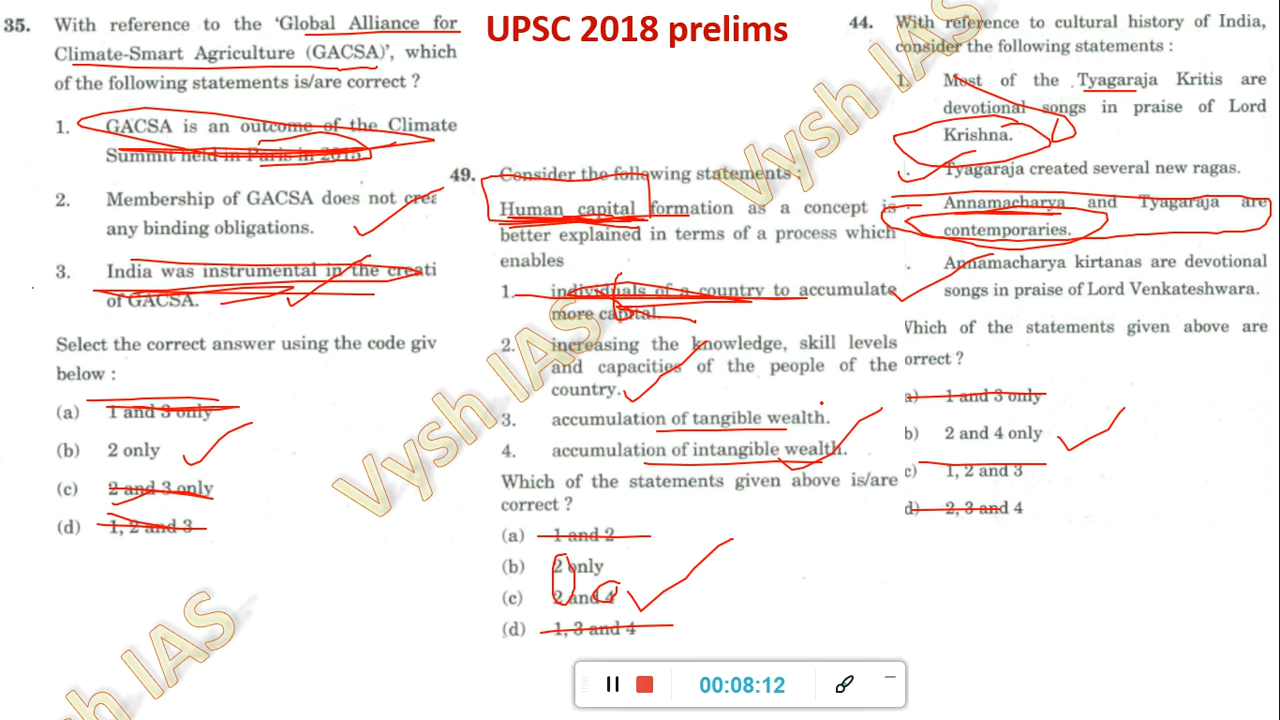 UPSC 2018 prelims
35. With reference to the 'Global Alliance for
Climate-Smart Agriculture (GACSA)', which
of the following statements is/are correct ?
1. GACSA is an outcome of the Climate
Summit held in Paris in 2015.
2. Membership of GACSA does not crea
any binding obligations.
3. India was instrumental in the creati
of GACSA.
Select the correct answer using the code giv
below :
(a) 1 and 3 only
(b) 2 only
(c) 2 and 3 only
(d) 1, 2 and 3
49. Consider the following statements :
Human capital formation as a concept is
better explained in terms of a process which
enables
1. individuals of a country to accumulate
more capital.
2. increasing the knowledge, skill levels
and capacities of the people of the
country.
3. accumulation of tangible wealth.
4. accumulation of intangible wealth.
Which of the statements given above is/are
correct ?
(a) 1 and 2
(b) 2 only
(c) 2 and 4
(d) 1, 3 and 4
44. With reference to cultural history of India,
consider the following statements :
1. Most of the Tyagaraja Kritis are
devotional songs in praise of Lord
Krishna.
. Tyagaraja created several new ragas.
. Annamacharya and Tyagaraja are
contemporaries.
. Annamacharya kirtanas are devotional
songs in praise of Lord Venkateshwara.
Which of the statements given above are
orrect ?
a) 1 and 3 only
b) 2 and 4 only
c) 1, 2 and 3
d) 2, 3 and 4
Vysh IAS
Vysh IAS
Vysh IAS
00:08:12